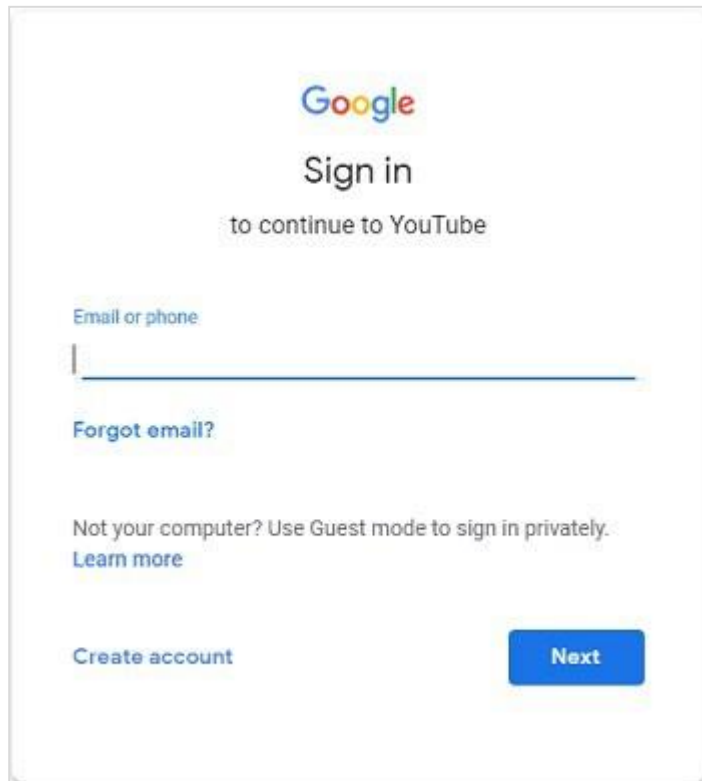 Google
Sign in
to continue to YouTube
Email or phone
Forgot email?
Not your computer? Use Guest mode to sign in privately.
Learn more
Create account
Next